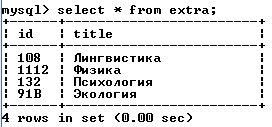 mysql> select * from extra;
id title
108 Лингвистика
1112 Физика
132 Психология
91B Экология
4 rows in set (0.00 sec)